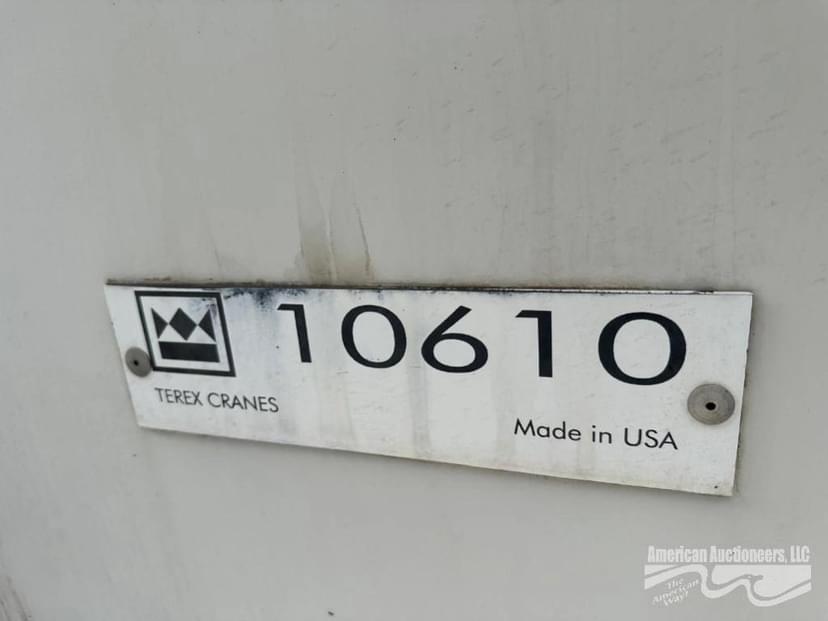 10610
TEREX CRANES
Made in USA
American Auctioneers, LLC
The
American
Way!